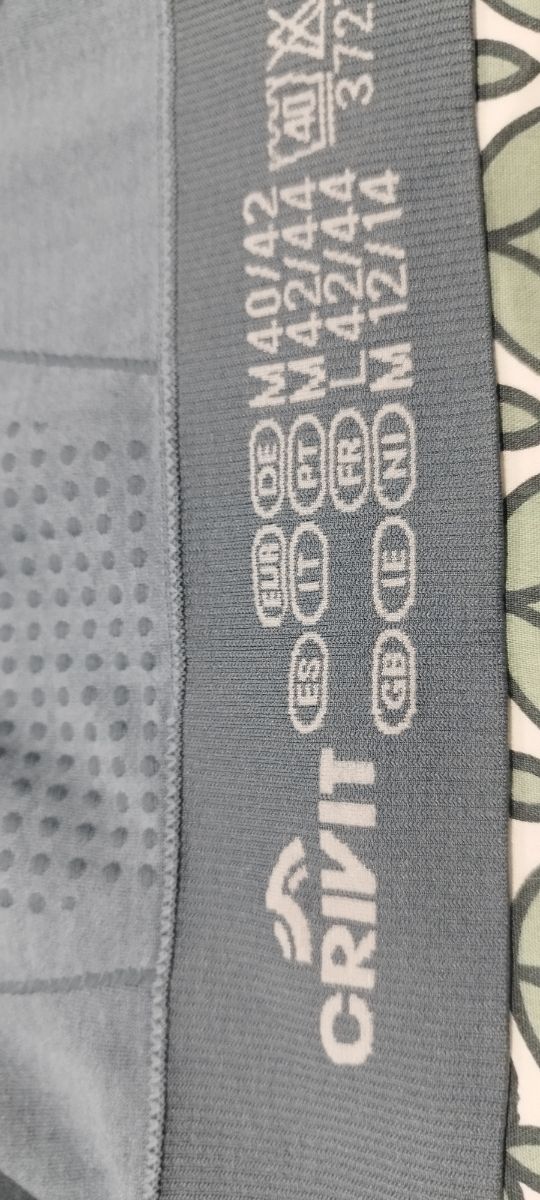 CRIVIT
EUR DE M 40/42
ES IT PT M 42/44
FR L 42/44
GB IE NI M 12/14
40
372